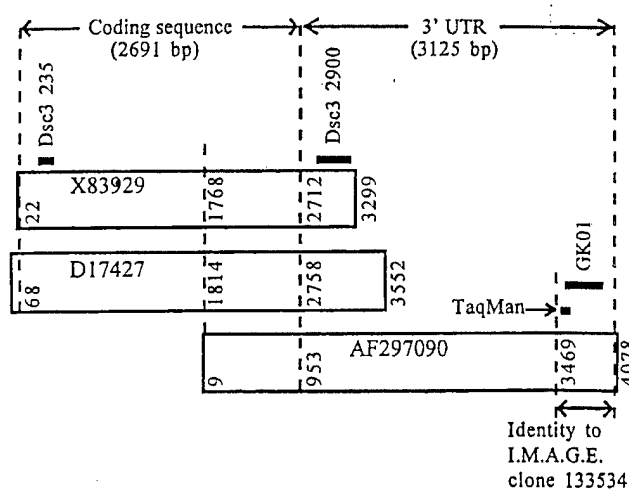 Coding sequence
(2691 bp)
3' UTR
(3125 bp)
Dsc3 235
Dsc3 2900
X83929
22
1768
2712
3299
GK01
D17427
68
1814
2758
3552
TaqMan
AF297090
9
953
3469
4078
Identity to
I.M.A.G.E.
clone 133534